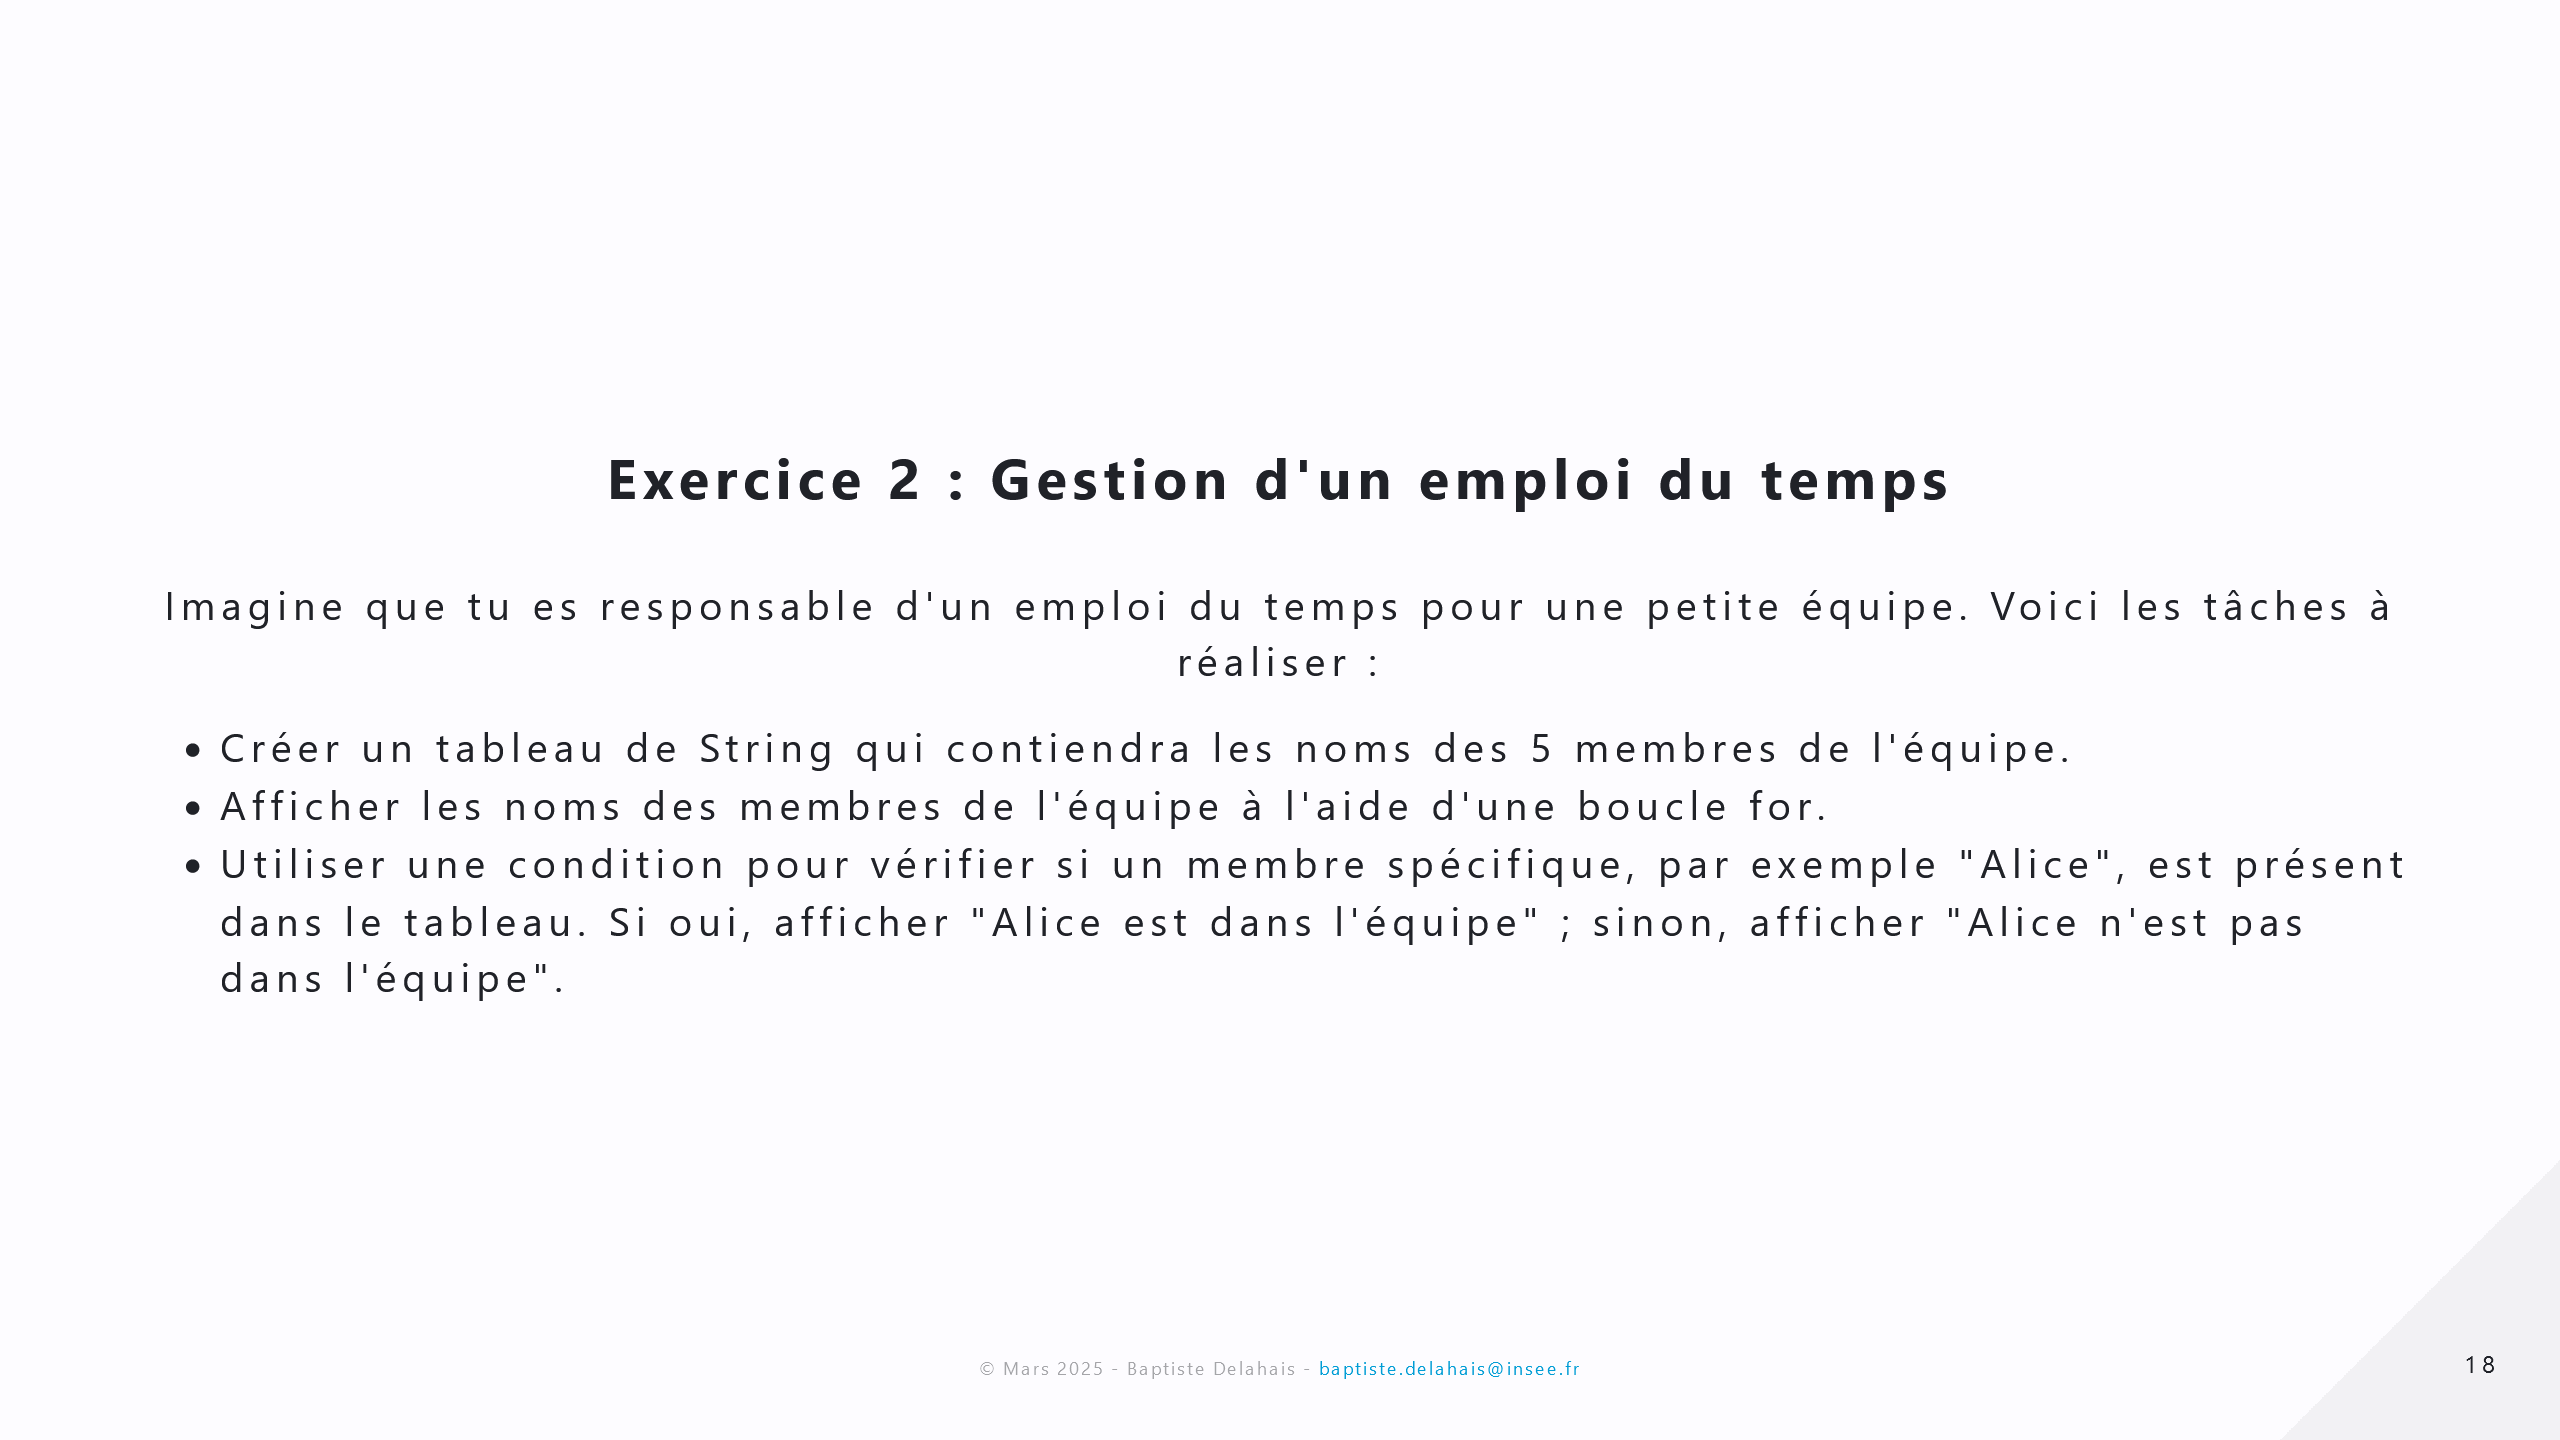 Exercice 2 : Gestion d'un emploi du temps
Imagine que tu es responsable d'un emploi du temps pour une petite équipe. Voici les tâches à
réaliser :
• Créer un tableau de String qui contiendra les noms des 5 membres de l'équipe.
• Afficher les noms des membres de l'équipe à l'aide d'une boucle for.
• Utiliser une condition pour vérifier si un membre spécifique, par exemple "Alice", est présent
dans le tableau. Si oui, afficher "Alice est dans l'équipe" ; sinon, afficher "Alice n'est pas
dans l'équipe".
© Mars 2025 - Baptiste Delahais - baptiste.delahais@insee.fr
18